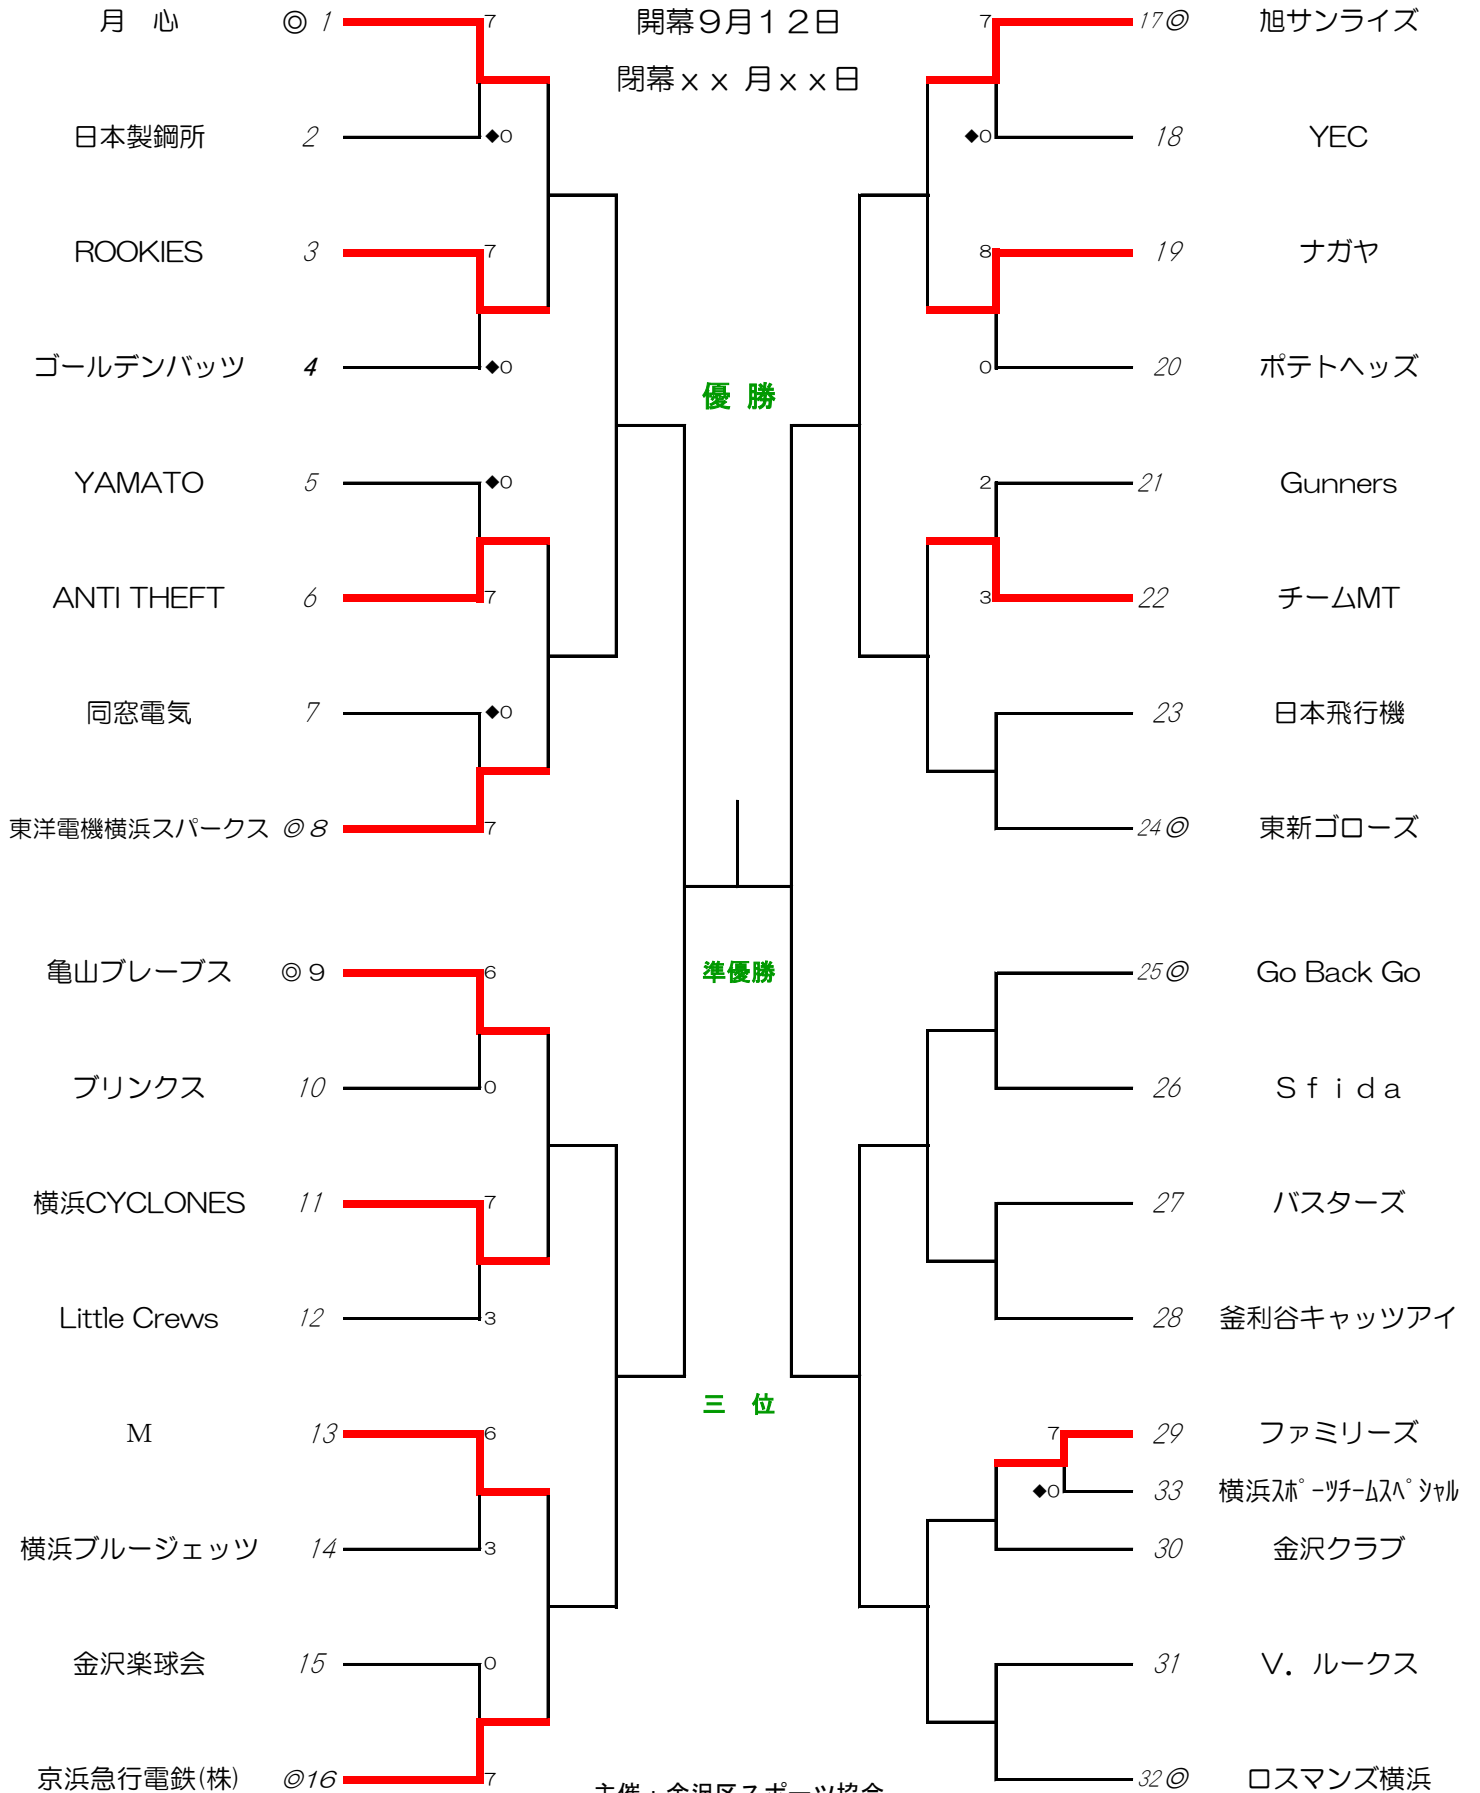 開幕9月12日
閉幕xx 月xx日
月 心 ◎ 1 7
日本製鋼所 2 ◆0
ROOKIES 3 7
ゴールデンバッツ 4 ◆0
YAMATO 5 ◆0
ANTI THEFT 6 7
同窓電気 7 ◆0
東洋電機横浜スパークス ◎8 7
亀山ブレーブス ◎9 6
ブリンクス 10 0
横浜CYCLONES 11 7
Little Crews 12 3
M 13 6
横浜ブルージェッツ 14 3
金沢楽球会 15 0
京浜急行電鉄(株) ◎16 7
優 勝
準優勝
三 位
7 17◎ 旭サンライズ
◆0 18 YEC
8 19 ナガヤ
0 20 ポテトヘッズ
2 21 Gunners
3 22 チームMT
23 日本飛行機
24◎ 東新ゴローズ
25◎ Go Back Go
26 Sfida
27 バスターズ
28 釜利谷キャッツアイ
7 29 ファミリーズ
◆0 33 横浜ｽﾎﾟｰﾂﾁｰﾑｽﾍﾟｼｬﾙ
30 金沢クラブ
31 V．ルークス
32◎ ロスマンズ横浜
主催：金沢区スポーツ協会